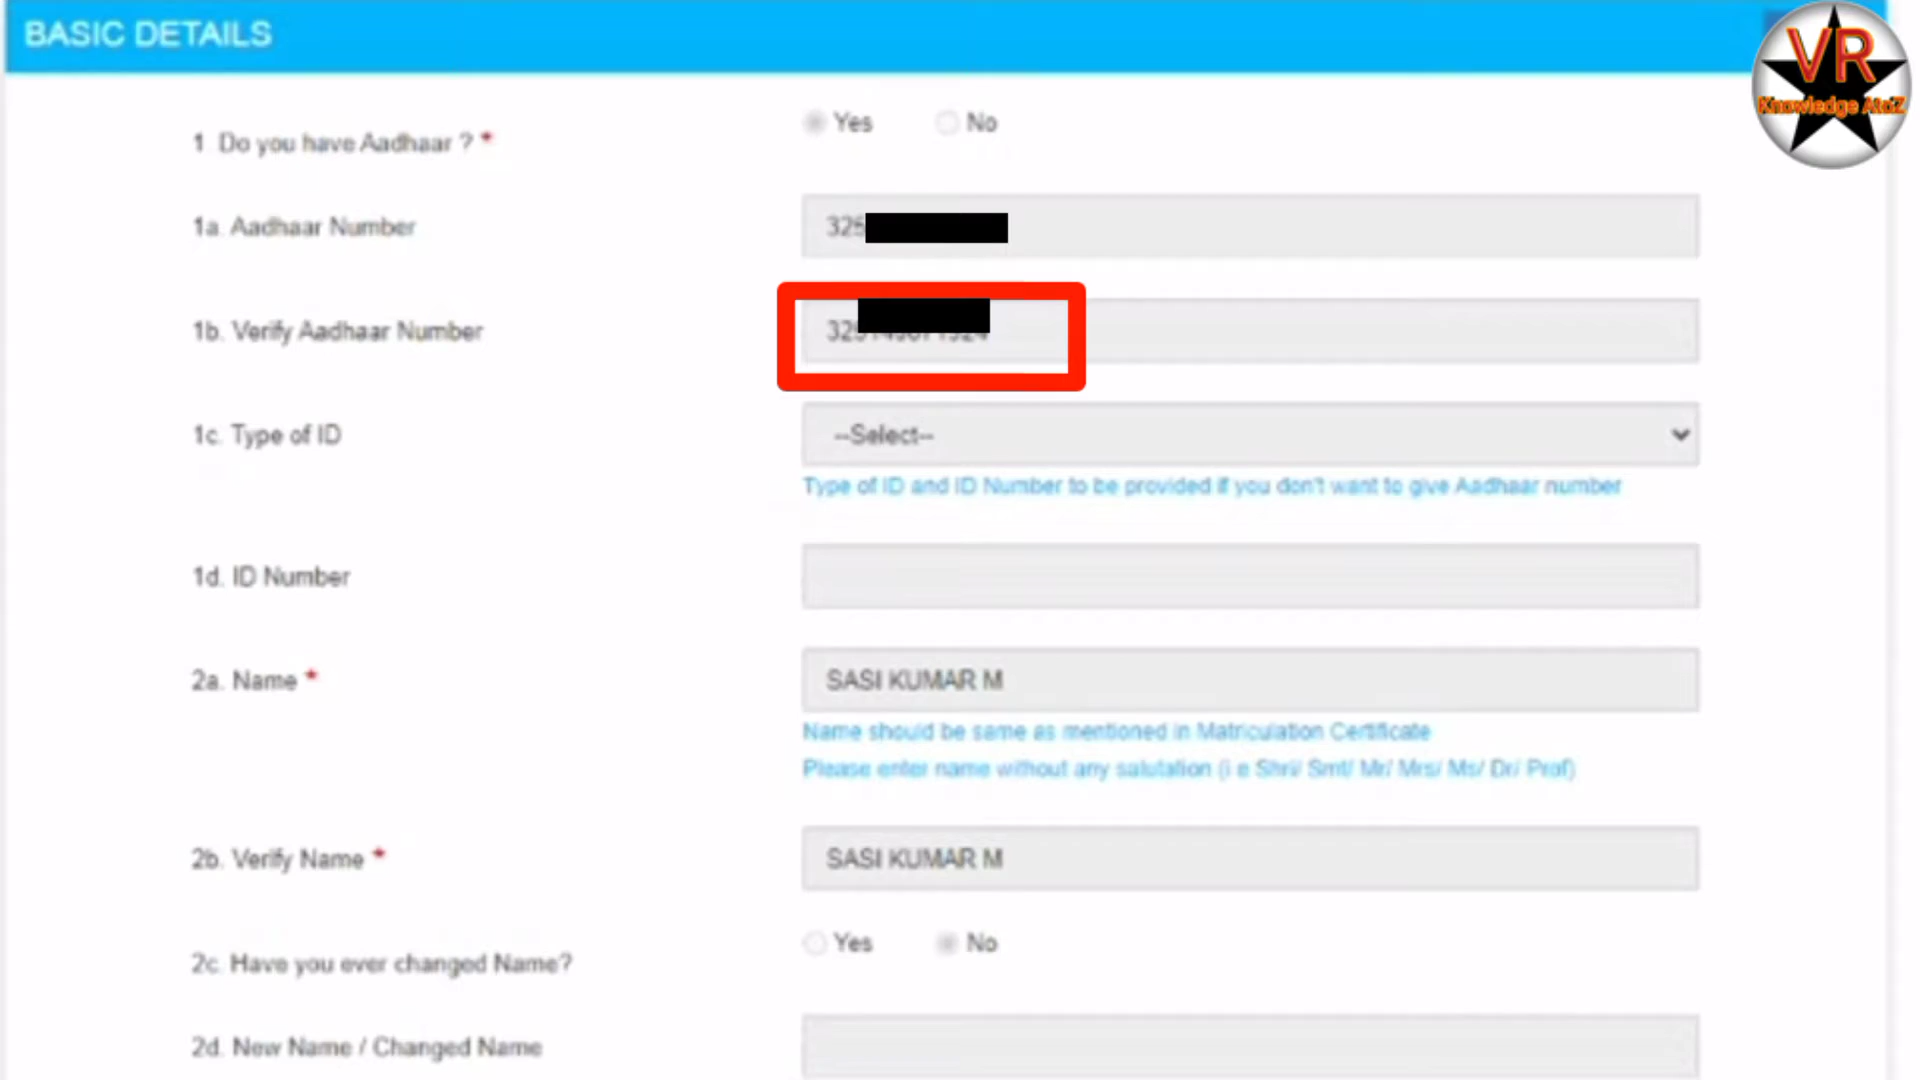 BASIC DETAILS
VR
Knowledge AtoZ
1 Do you have Aadhaar ? *
Yes No
1a. Aadhaar Number
325
1b. Verify Aadhaar Number
1c. Type of ID
--Select--
Type of ID and ID Number to be provided if you don't want to give Aadhaar number
1d. ID Number
2a. Name *
SASI KUMAR M
Name should be same as mentioned in Matriculation Certificate
Please enter name without any salutation (i e Shri/ Smt/ Mr/ Mrs/ Ms/ Dr/ Prof)
2b. Verify Name *
SASI KUMAR M
2c. Have you ever changed Name?
Yes No
2d. New Name / Changed Name